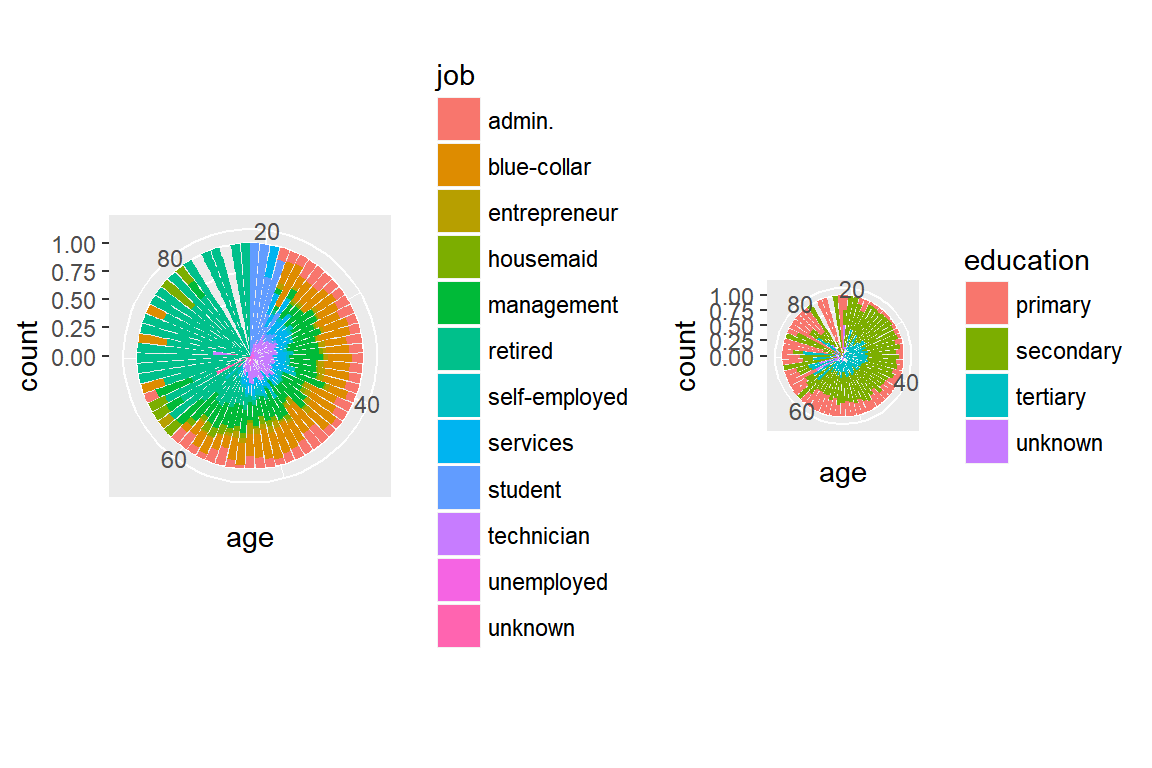 job
admin.
blue-collar
entrepreneur
housemaid
management
retired
self-employed
services
student
technician
unemployed
unknown
count
1.00
0.75
0.50
0.25
0.00
20
40
60
80
age
count
1.00
0.75
0.50
0.25
0.00
20
40
60
80
age
education
primary
secondary
tertiary
unknown